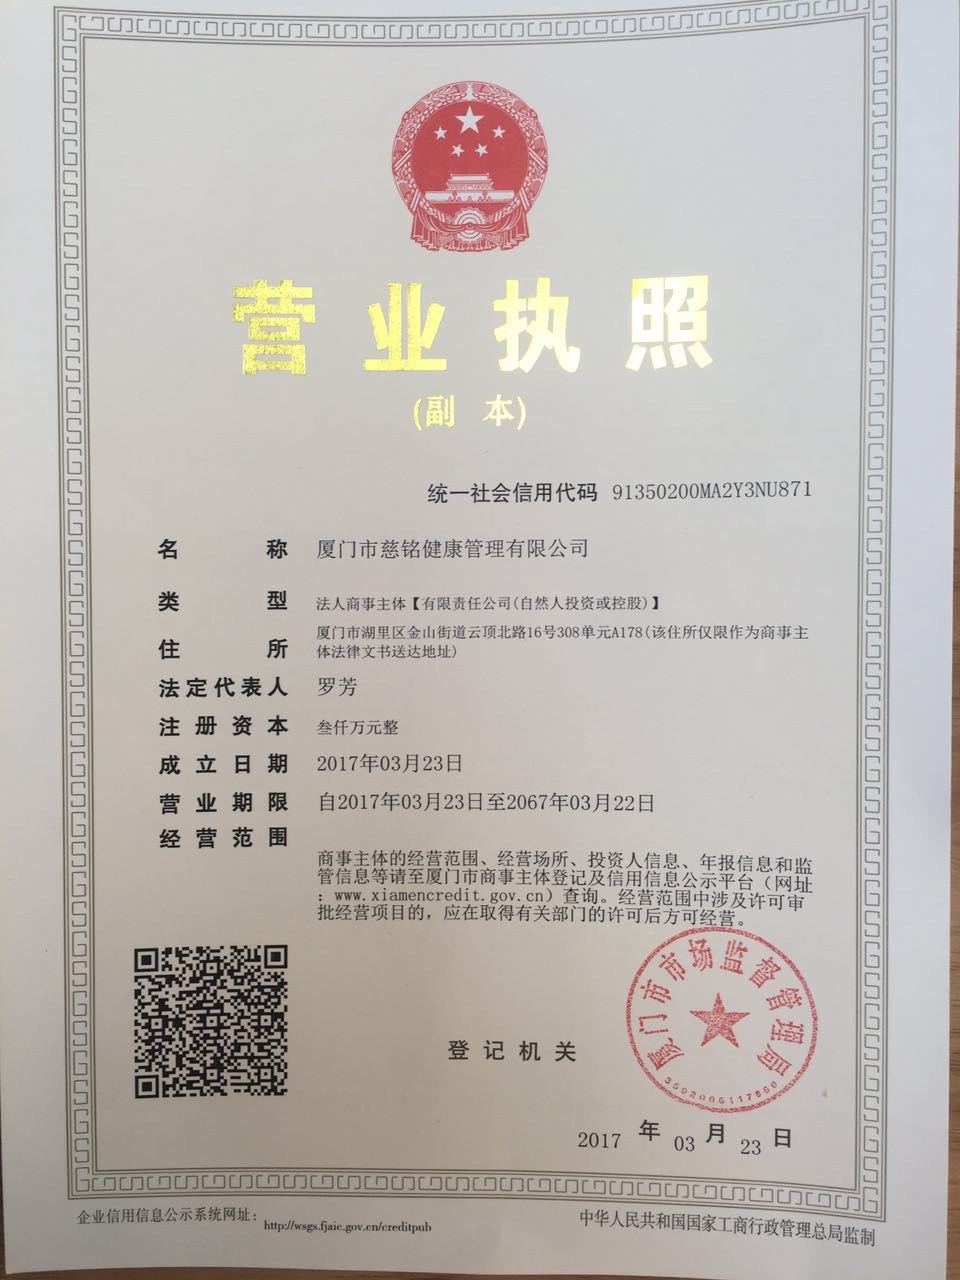 营业执照
(副 本)
统一社会信用代码 91350200MA2Y3NU871
名 称 厦门市慈铭健康管理有限公司
类 型 法人商事主体【有限责任公司(自然人投资或控股)】
住 所 厦门市湖里区金山街道云顶北路16号308单元A178(该住所仅限作为商事主
体法律文书送达地址)
法定代表人 罗芳
注册资本 叁仟万元整
成立日期 2017年03月23日
营业期限 自2017年03月23日至2067年03月22日
经营范围
商事主体的经营范围、经营场所、投资人信息、年报信息和监
管信息等请至厦门市商事主体登记及信用信息公示平台（网址
：www.xiamencredit.gov.cn）查询。经营范围中涉及许可审
批经营项目的，应在取得有关部门的许可后方可经营。
厦门市市场监督管理局
登记机关
3502006117860
2017 年 03 月 23 日
企业信用信息公示系统网址： http://wsgs.fjaic.gov.cn/creditpub
中华人民共和国国家工商行政管理总局监制